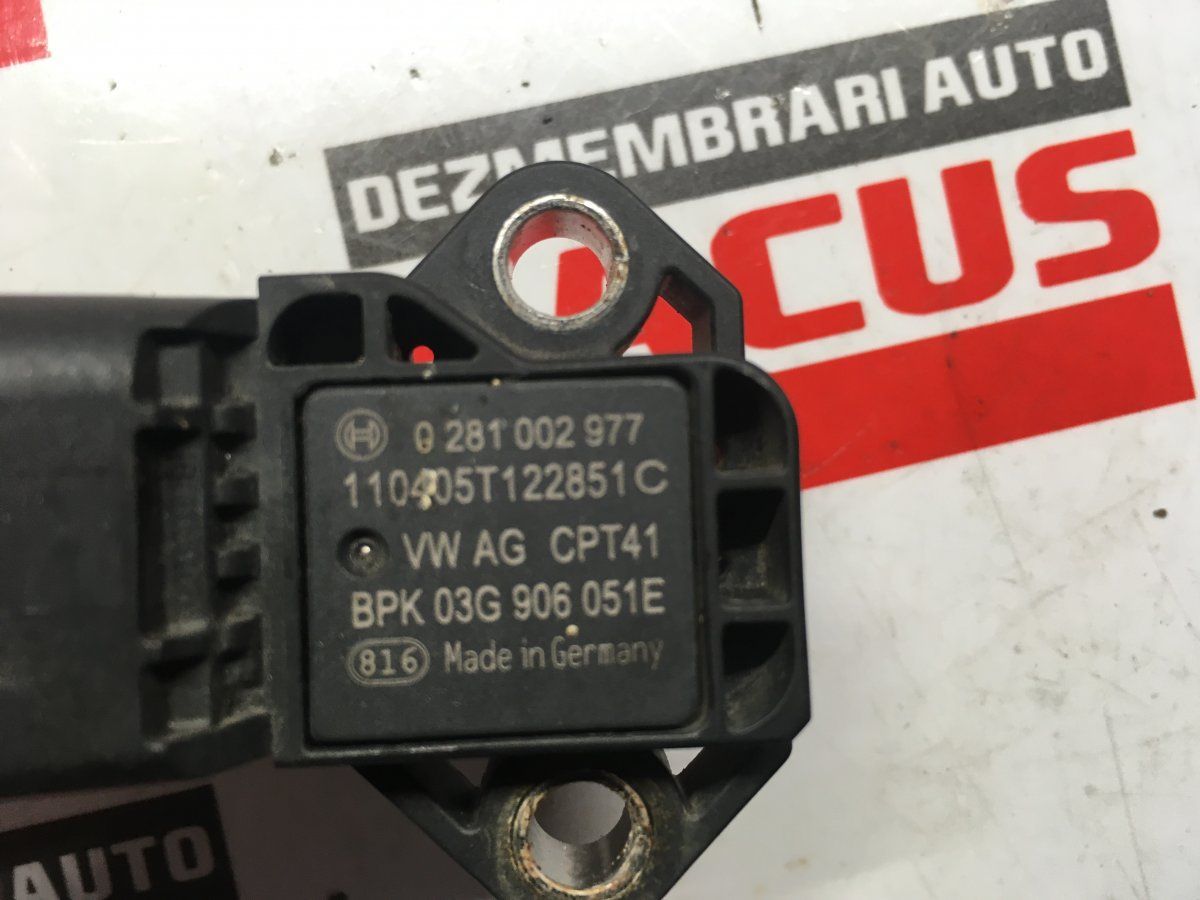 DEZMEMBRARI AUTO
ACUS
0 281 002 977
110405T122851C
VW AG CPT41
BPK 03G 906 051E
816 Made in Germany
AUTO